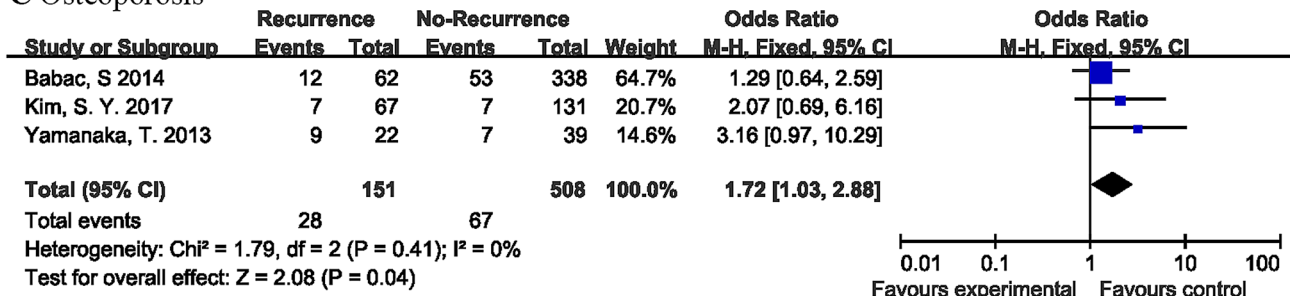 C Osteoporosis
Recurrence No-Recurrence Odds Ratio Odds Ratio
Study or Subgroup Events Total Events Total Weight M-H, Fixed, 95% CI M-H, Fixed, 95% CI
Babac, S 2014 12 62 53 338 64.7% 1.29 [0.64, 2.59]
Kim, S. Y. 2017 7 67 7 131 20.7% 2.07 [0.69, 6.16]
Yamanaka, T. 2013 9 22 7 39 14.6% 3.16 [0.97, 10.29]
Total (95% CI) 151 508 100.0% 1.72 [1.03, 2.88]
Total events 28 67
Heterogeneity: Chi² = 1.79, df = 2 (P = 0.41); I² = 0%
Test for overall effect: Z = 2.08 (P = 0.04)
0.01 0.1 1 10 100
Favours experimental Favours control